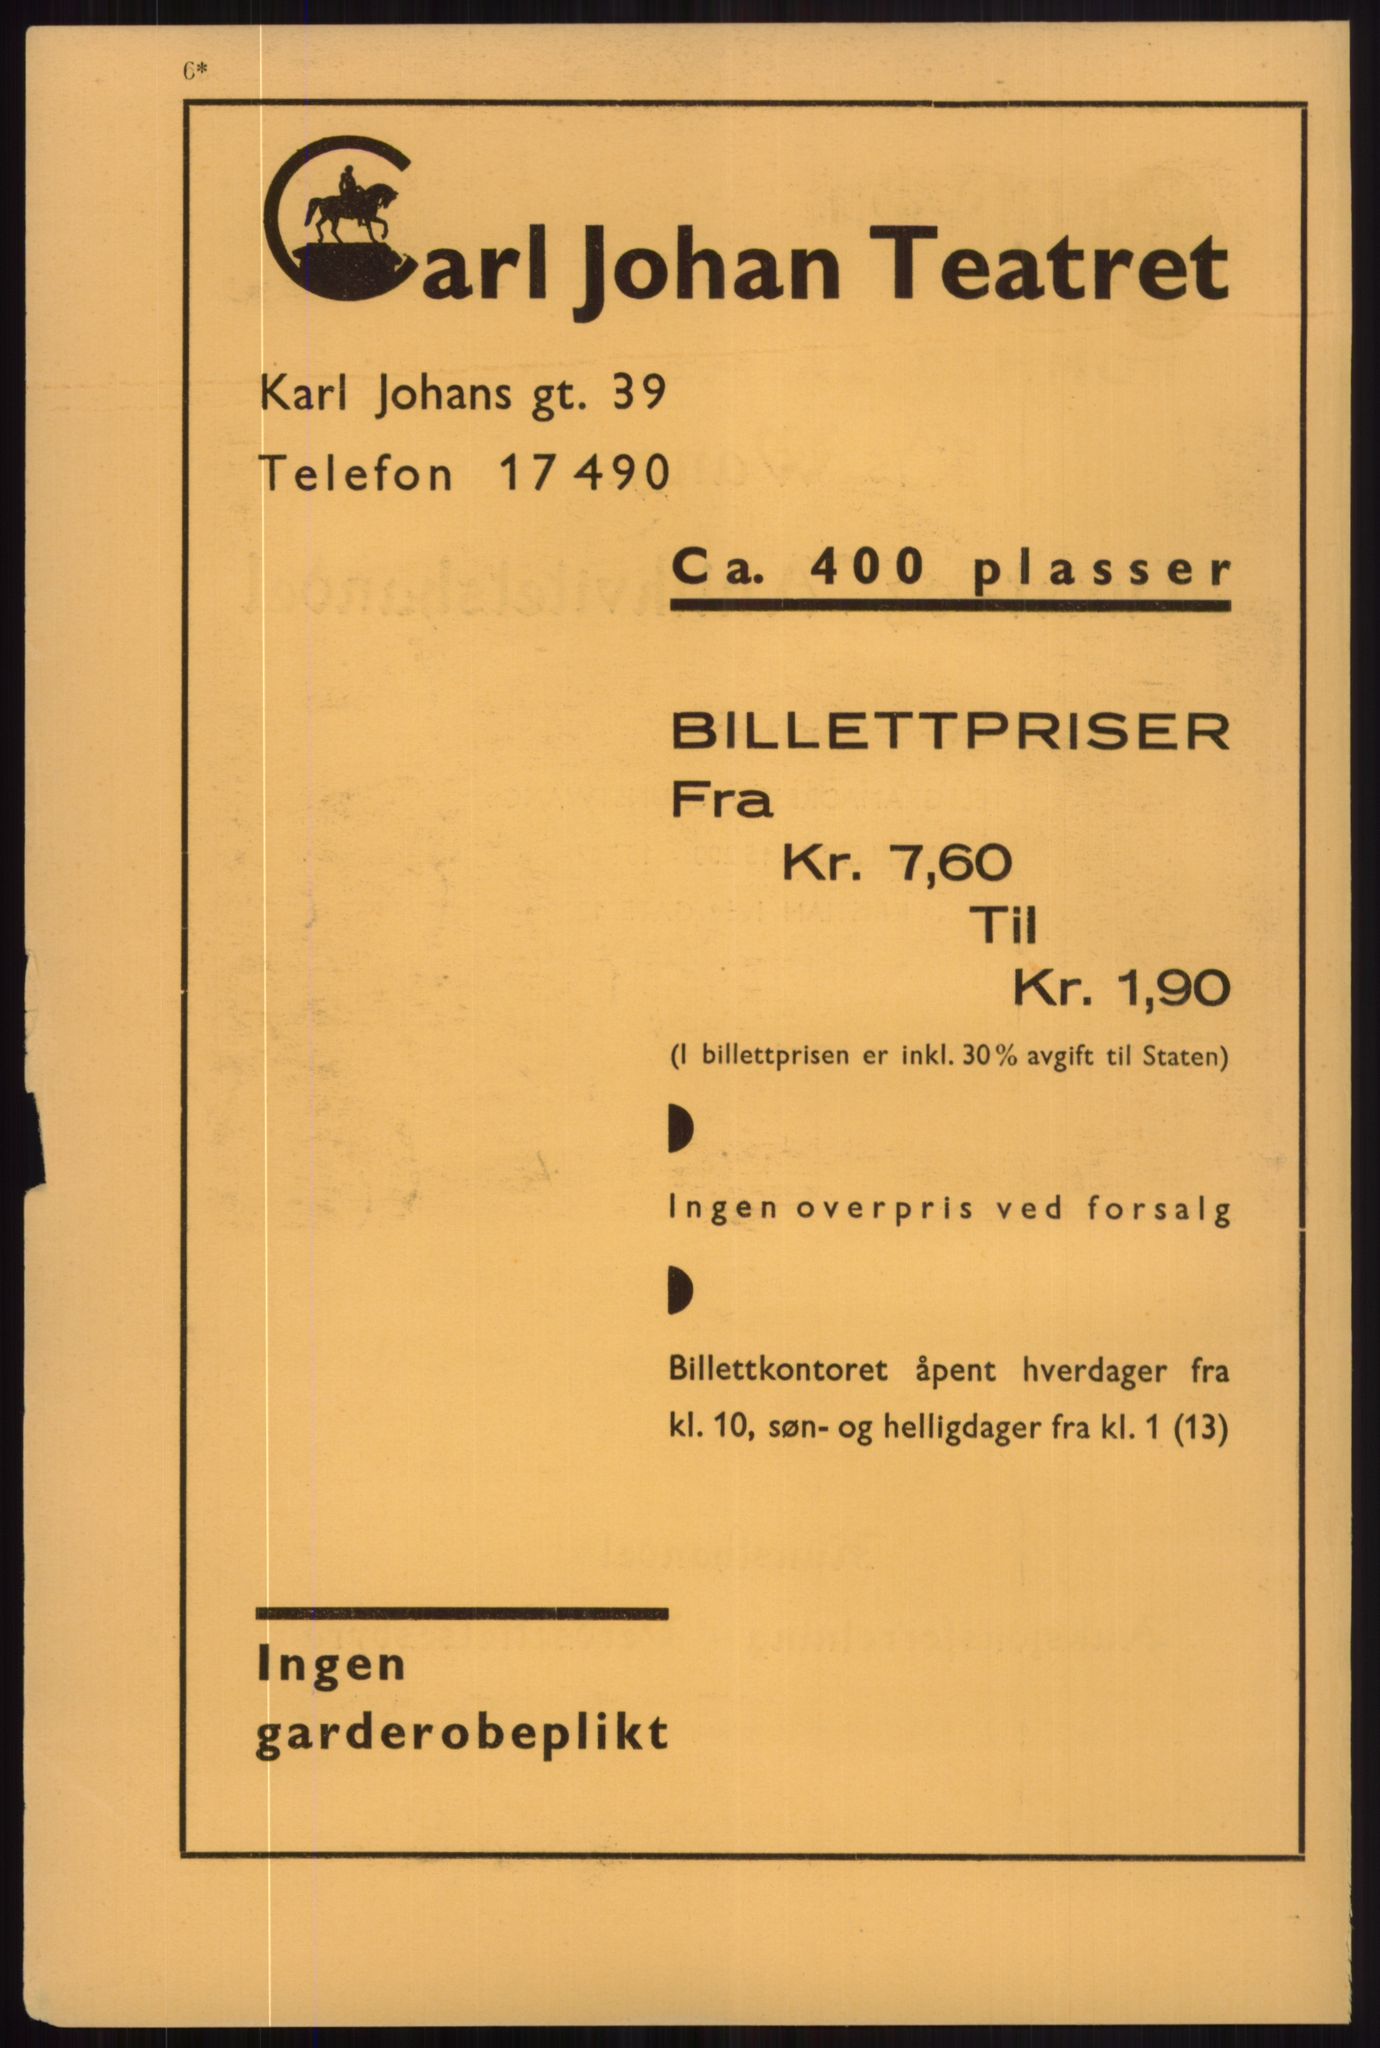 6*
Carl Johan Teatret
Karl Johans gt. 39
Telefon 17 490
Ca. 400 plasser
BILLETTPRISER
Fra
Kr. 7,60
Til
Kr. 1,90
(I billettprisen er inkl. 30% avgift til Staten)
Ingen overpris ved forsalg
Billettkontoret åpent hverdager fra
kl. 10, søn- og helligdager fra kl. 1 (13)
Ingen
garderobeplikt